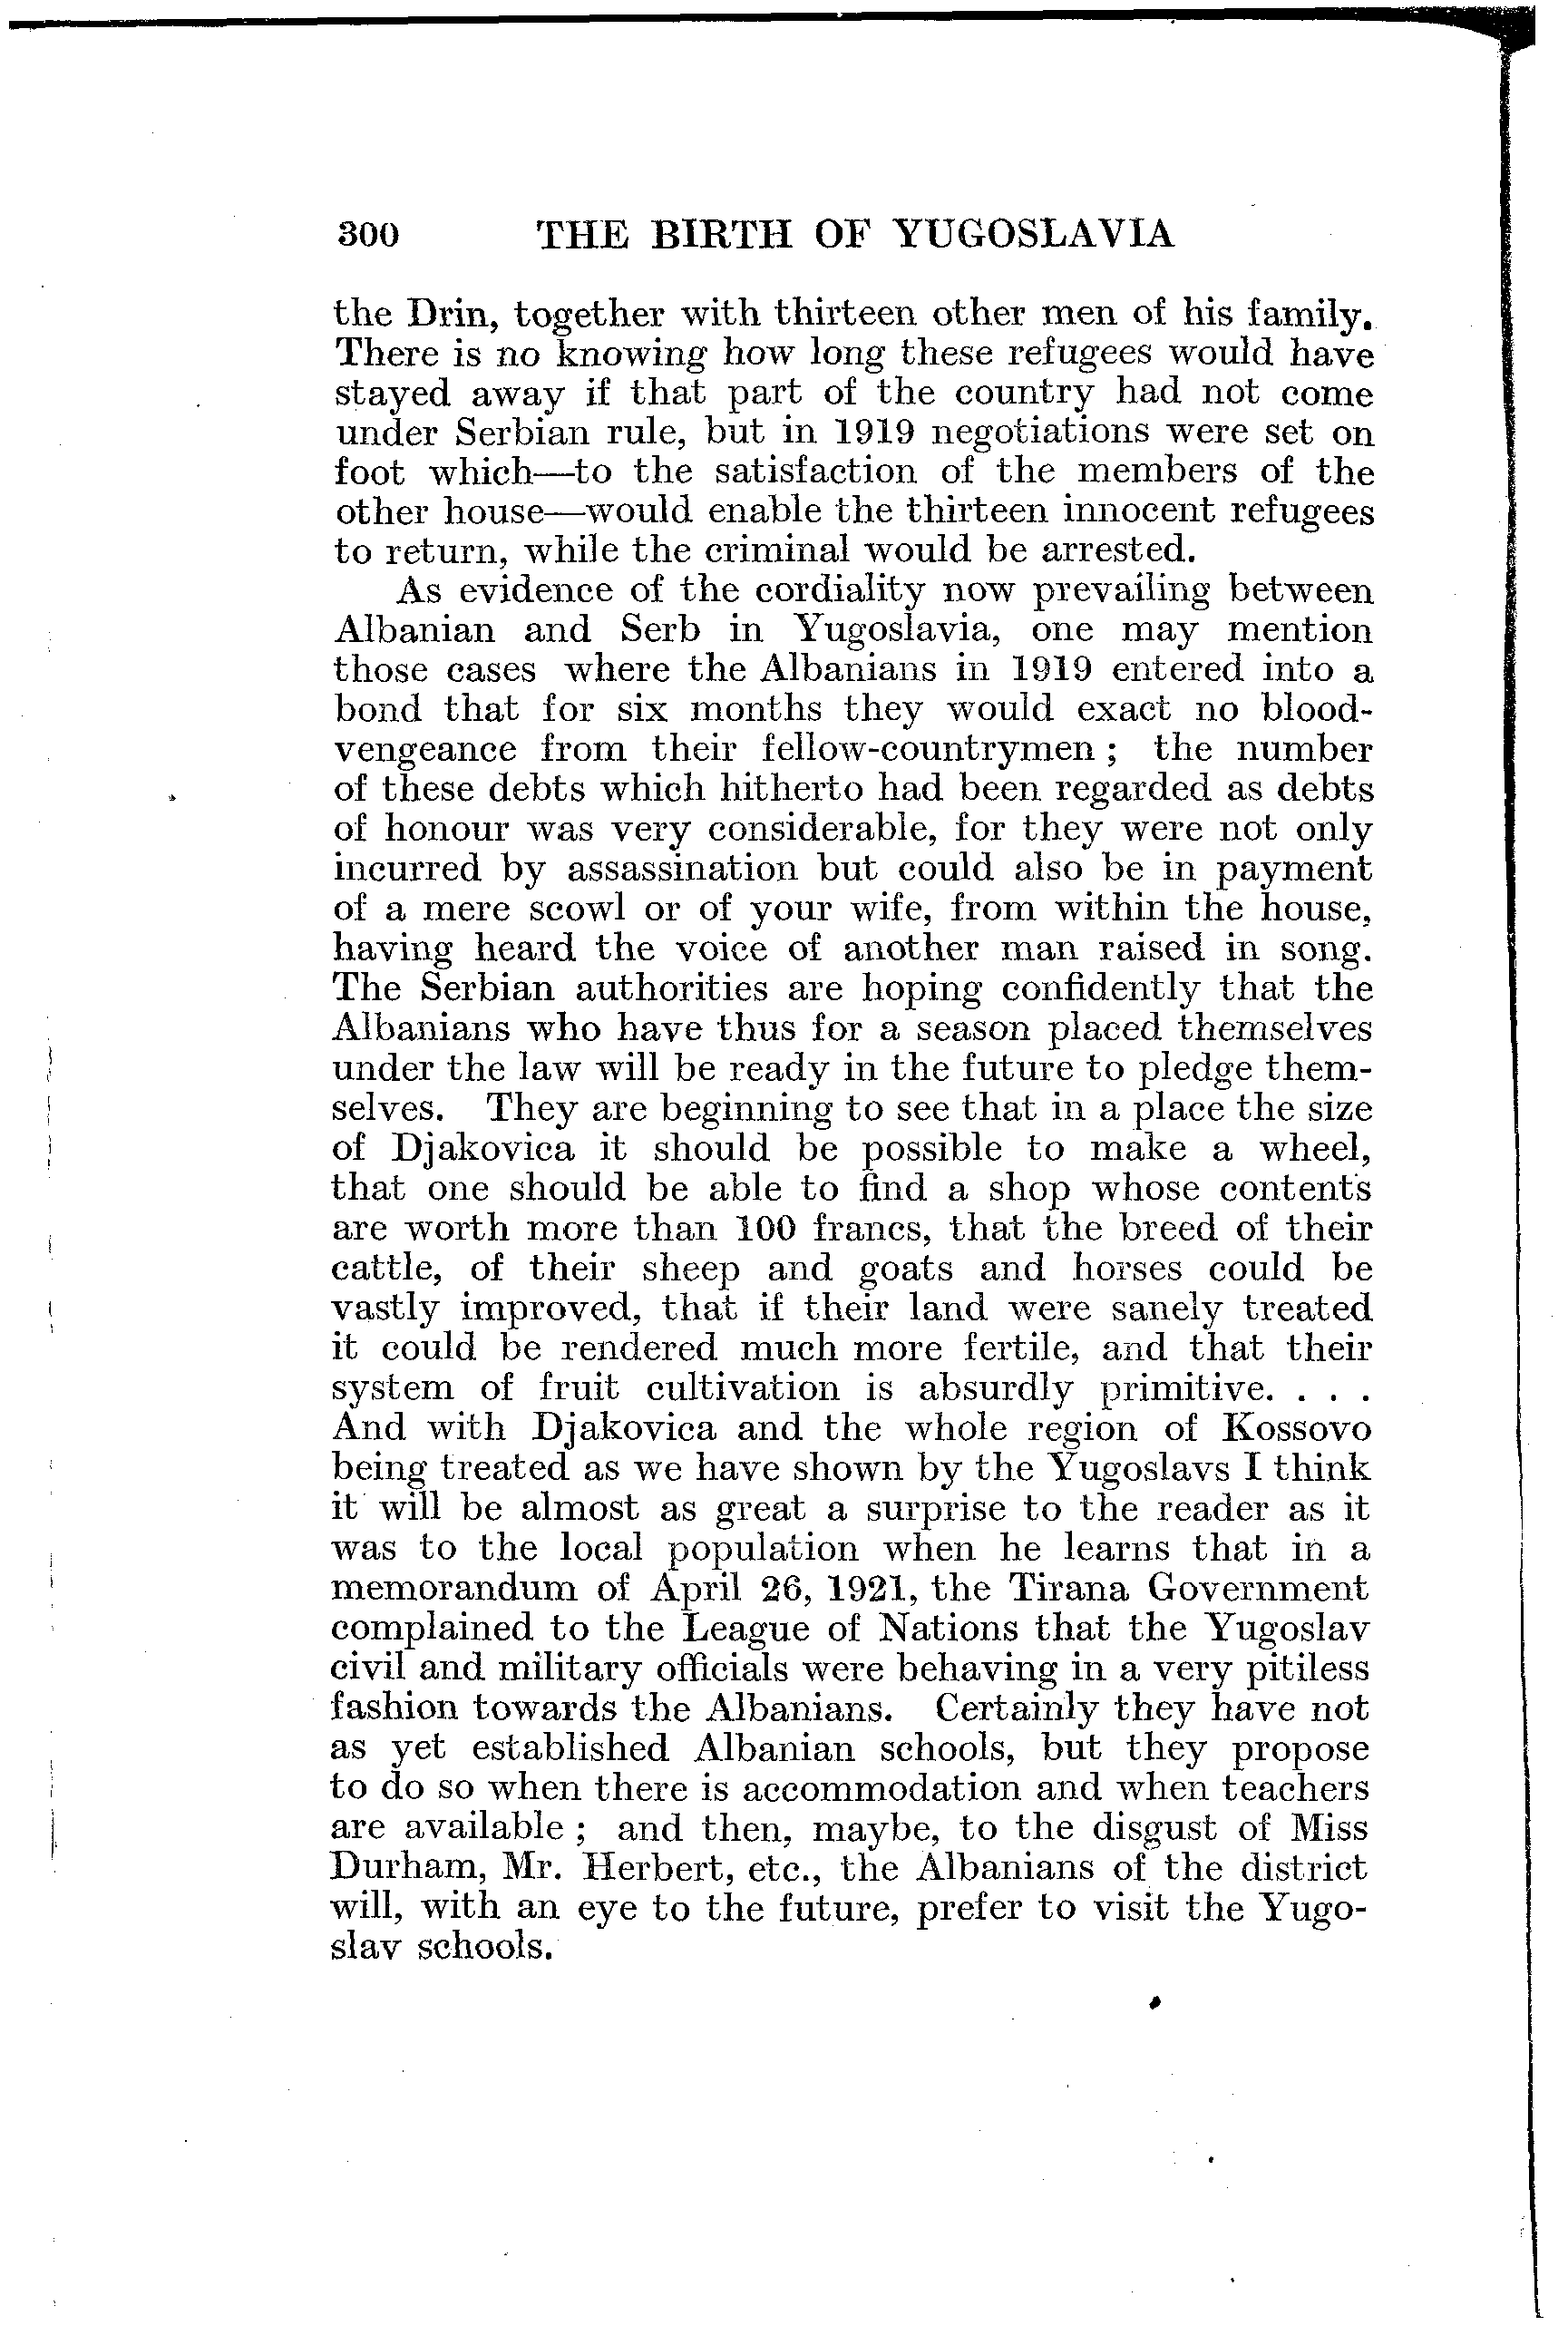 300 THE BIRTH OF YUGOSLAVIA
the Drin, together with thirteen other men of his family.
There is no knowing how long these refugees would have
stayed away if that part of the country had not come
under Serbian rule, but in 1919 negotiations were set on
foot which—to the satisfaction of the members of the
other house—would enable the thirteen innocent refugees
to return, while the criminal would be arrested.
As evidence of the cordiality now prevailing between
Albanian and Serb in Yugoslavia, one may mention
those cases where the Albanians in 1919 entered into a
bond that for six months they would exact no blood-
vengeance from their fellow-countrymen ; the number
of these debts which hitherto had been regarded as debts
of honour was very considerable, for they were not only
incurred by assassination but could also be in payment
of a mere scowl or of your wife, from within the house,
having heard the voice of another man raised in song.
The Serbian authorities are hoping confidently that the
Albanians who have thus for a season placed themselves
under the law will be ready in the future to pledge them-
selves. They are beginning to see that in a place the size
of Djakovica it should be possible to make a wheel,
that one should be able to find a shop whose contents
are worth more than 100 francs, that the breed of their
cattle, of their sheep and goats and horses could be
vastly improved, that if their land were sanely treated
it could be rendered much more fertile, and that their
system of fruit cultivation is absurdly primitive. . . .
And with Djakovica and the whole region of Kossovo
being treated as we have shown by the Yugoslavs I think
it will be almost as great a surprise to the reader as it
was to the local population when he learns that in a
memorandum of April 26, 1921, the Tirana Government
complained to the League of Nations that the Yugoslav
civil and military officials were behaving in a very pitiless
fashion towards the Albanians. Certainly they have not
as yet established Albanian schools, but they propose
to do so when there is accommodation and when teachers
are available ; and then, maybe, to the disgust of Miss
Durham, Mr. Herbert, etc., the Albanians of the district
will, with an eye to the future, prefer to visit the Yugo-
slav schools.